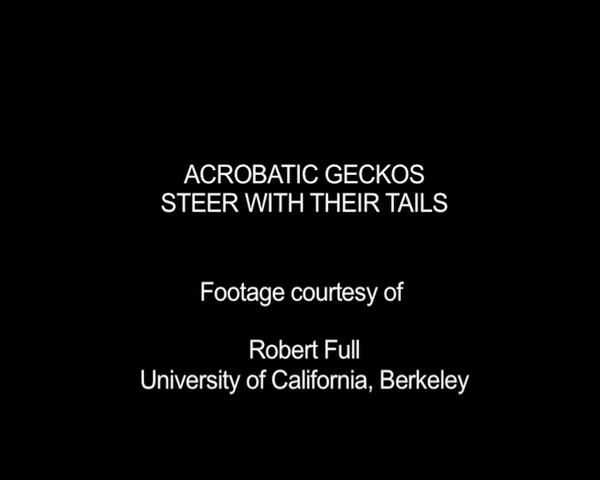 ACROBATIC GECKOS
STEER WITH THEIR TAILS
Footage courtesy of
Robert Full
University of California, Berkeley